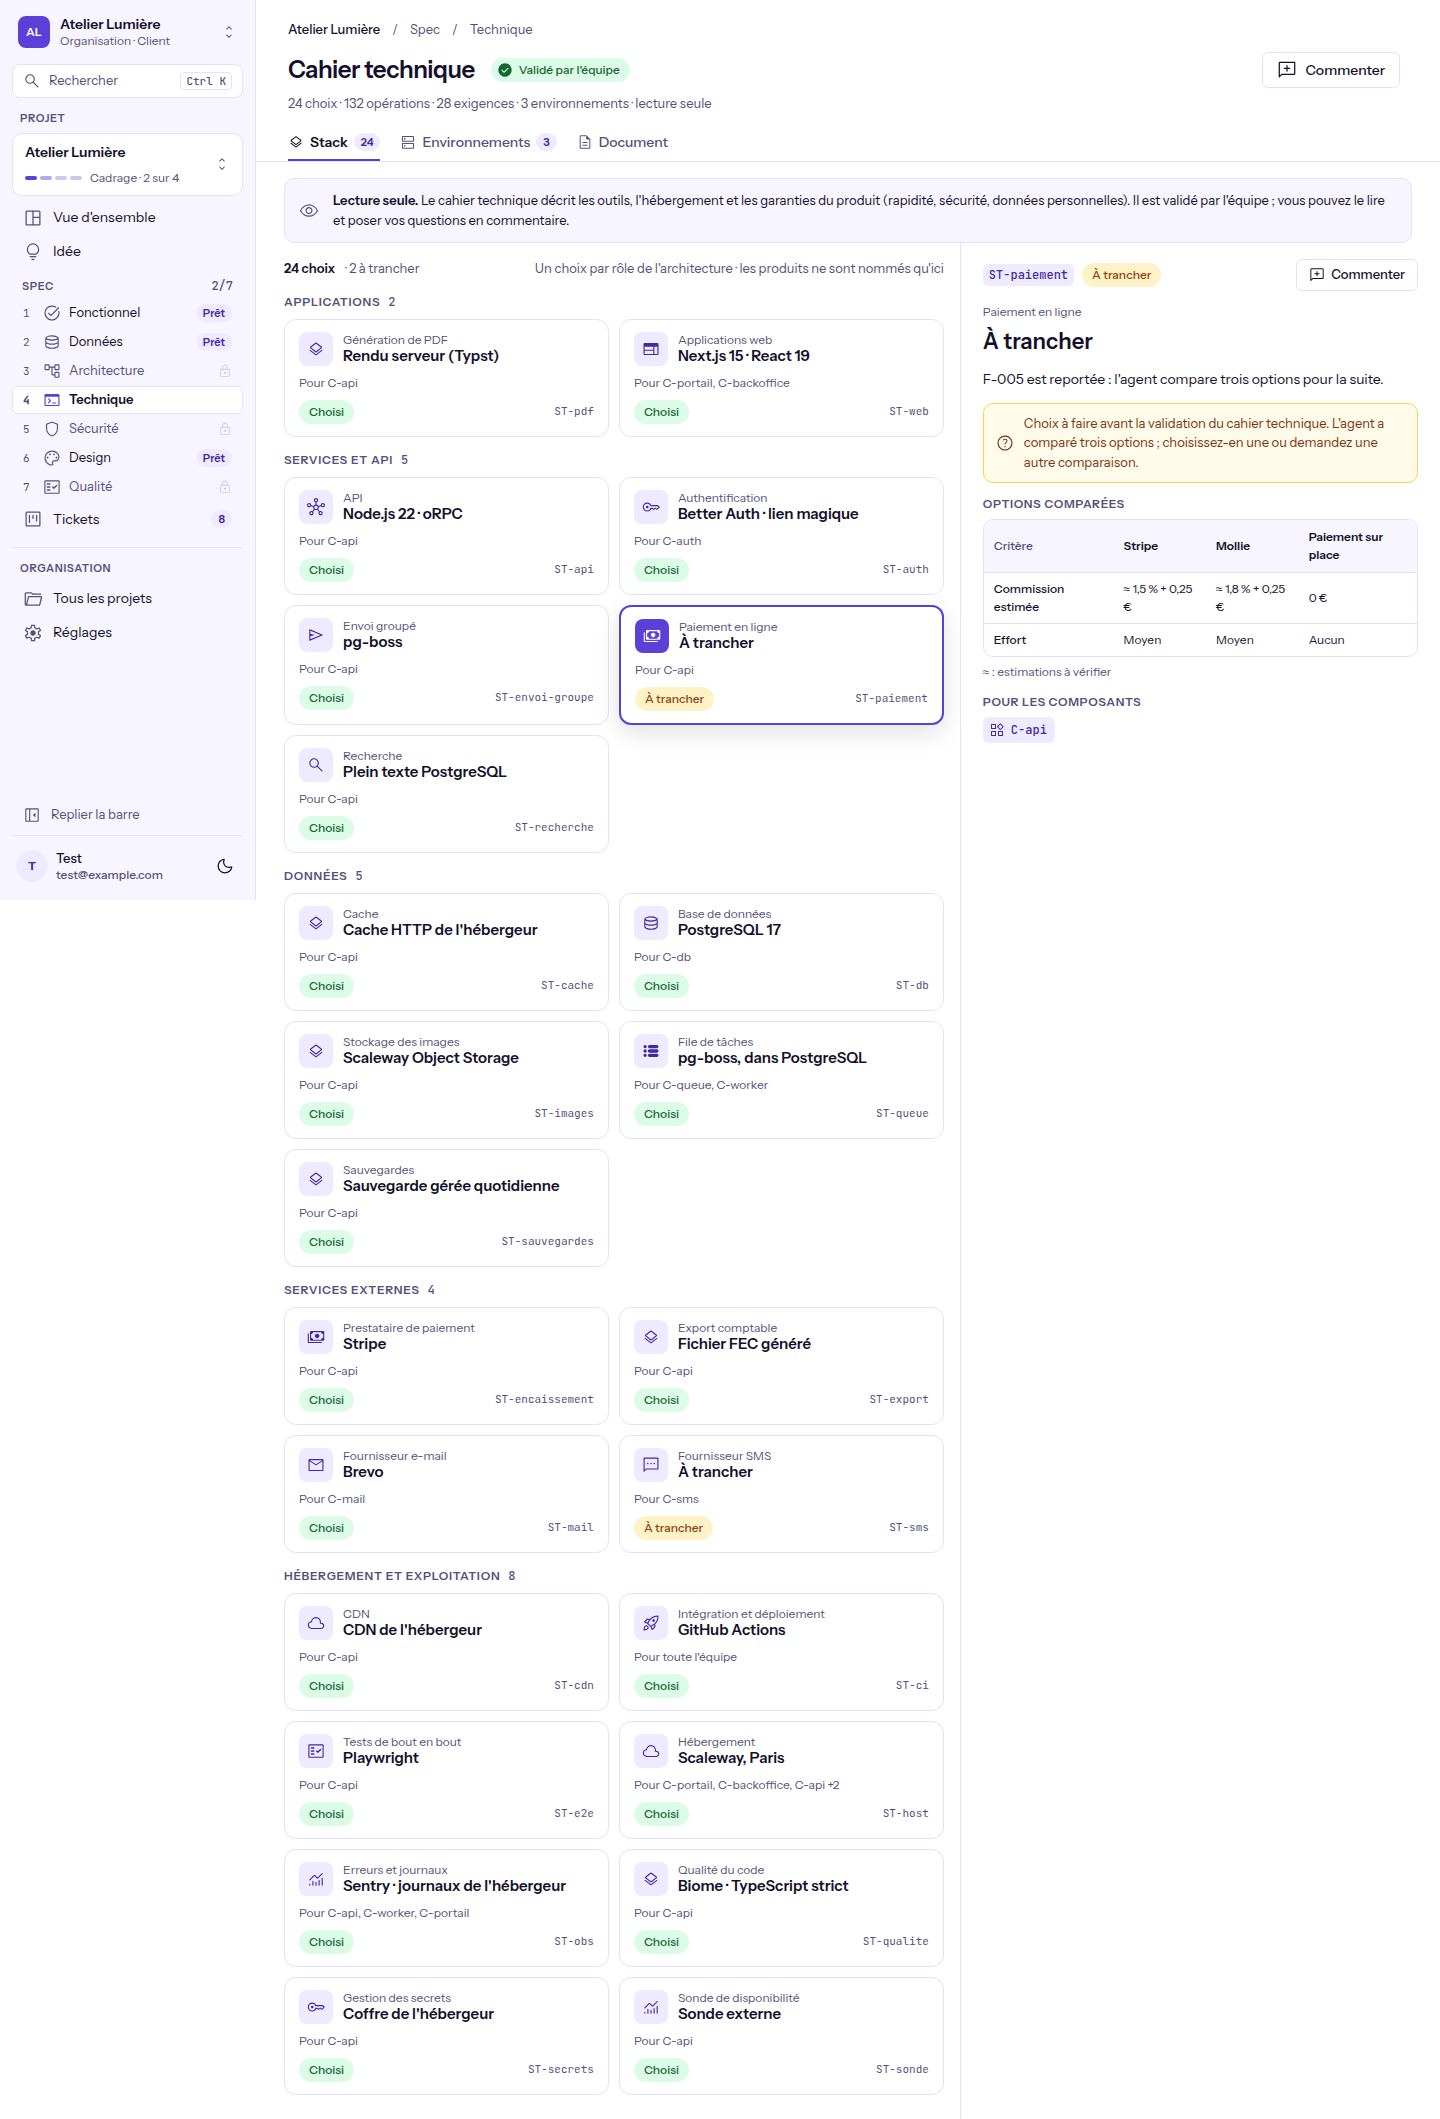 AL
Atelier Lumière
Organisation · Client
Rechercher
Ctrl K
PROJET
Atelier Lumière
Cadrage · 2 sur 4
Vue d'ensemble
Idée
SPEC 2/7
1 Fonctionnel Prêt
2 Données Prêt
3 Architecture
4 Technique
5 Sécurité
6 Design Prêt
7 Qualité
Tickets 8
ORGANISATION
Tous les projets
Réglages
Replier la barre
T
Test
test@example.com
Atelier Lumière / Spec / Technique
Cahier technique
Validé par l'équipe
Commenter
24 choix · 132 opérations · 28 exigences · 3 environnements · lecture seule
Stack 24
Environnements 3
Document
Lecture seule. Le cahier technique décrit les outils, l'hébergement et les garanties du produit (rapidité, sécurité, données personnelles). Il est validé par l'équipe ; vous pouvez le lire
et poser vos questions en commentaire.
24 choix · 2 à trancher
Un choix par rôle de l'architecture · les produits ne sont nommés qu'ici
APPLICATIONS 2
Génération de PDF
Rendu serveur (Typst)
Pour C-api
Choisi
ST-pdf
Applications web
Next.js 15 · React 19
Pour C-portail, C-backoffice
Choisi
ST-web
SERVICES ET API 5
API
Node.js 22 · oRPC
Pour C-api
Choisi
ST-api
Authentification
Better Auth · lien magique
Pour C-auth
Choisi
ST-auth
Envoi groupé
pg-boss
Pour C-api
Choisi
ST-envoi-groupe
Paiement en ligne
À trancher
Pour C-api
À trancher
ST-paiement
Recherche
Plein texte PostgreSQL
Pour C-api
Choisi
ST-recherche
DONNÉES 5
Cache
Cache HTTP de l'hébergeur
Pour C-api
Choisi
ST-cache
Base de données
PostgreSQL 17
Pour C-db
Choisi
ST-db
Stockage des images
Scaleway Object Storage
Pour C-api
Choisi
ST-images
File de tâches
pg-boss, dans PostgreSQL
Pour C-queue, C-worker
Choisi
ST-queue
Sauvegardes
Sauvegarde gérée quotidienne
Pour C-api
Choisi
ST-sauvegardes
SERVICES EXTERNES 4
Prestataire de paiement
Stripe
Pour C-api
Choisi
ST-encaissement
Export comptable
Fichier FEC généré
Pour C-api
Choisi
ST-export
Fournisseur e-mail
Brevo
Pour C-mail
Choisi
ST-mail
Fournisseur SMS
À trancher
Pour C-sms
À trancher
ST-sms
HÉBERGEMENT ET EXPLOITATION 8
CDN
CDN de l'hébergeur
Pour C-api
Choisi
ST-cdn
Intégration et déploiement
GitHub Actions
Pour toute l'équipe
Choisi
ST-ci
Tests de bout en bout
Playwright
Pour C-api
Choisi
ST-e2e
Hébergement
Scaleway, Paris
Pour C-portail, C-backoffice, C-api +2
Choisi
ST-host
Erreurs et journaux
Sentry · journaux de l'hébergeur
Pour C-api, C-worker, C-portail
Choisi
ST-obs
Qualité du code
Biome · TypeScript strict
Pour C-api
Choisi
ST-qualite
Gestion des secrets
Coffre de l'hébergeur
Pour C-api
Choisi
ST-secrets
Sonde de disponibilité
Sonde externe
Pour C-api
Choisi
ST-sonde
ST-paiement
À trancher
Commenter
Paiement en ligne
À trancher
F-005 est reportée : l'agent compare trois options pour la suite.
Choix à faire avant la validation du cahier technique. L'agent a
comparé trois options ; choisissez-en une ou demandez une
autre comparaison.
OPTIONS COMPARÉES
Critère Stripe Mollie Paiement sur
place
Commission ≈ 1,5 % + 0,25 ≈ 1,8 % + 0,25 0 €
estimée € €
Effort Moyen Moyen Aucun
≈ : estimations à vérifier
POUR LES COMPOSANTS
C-api